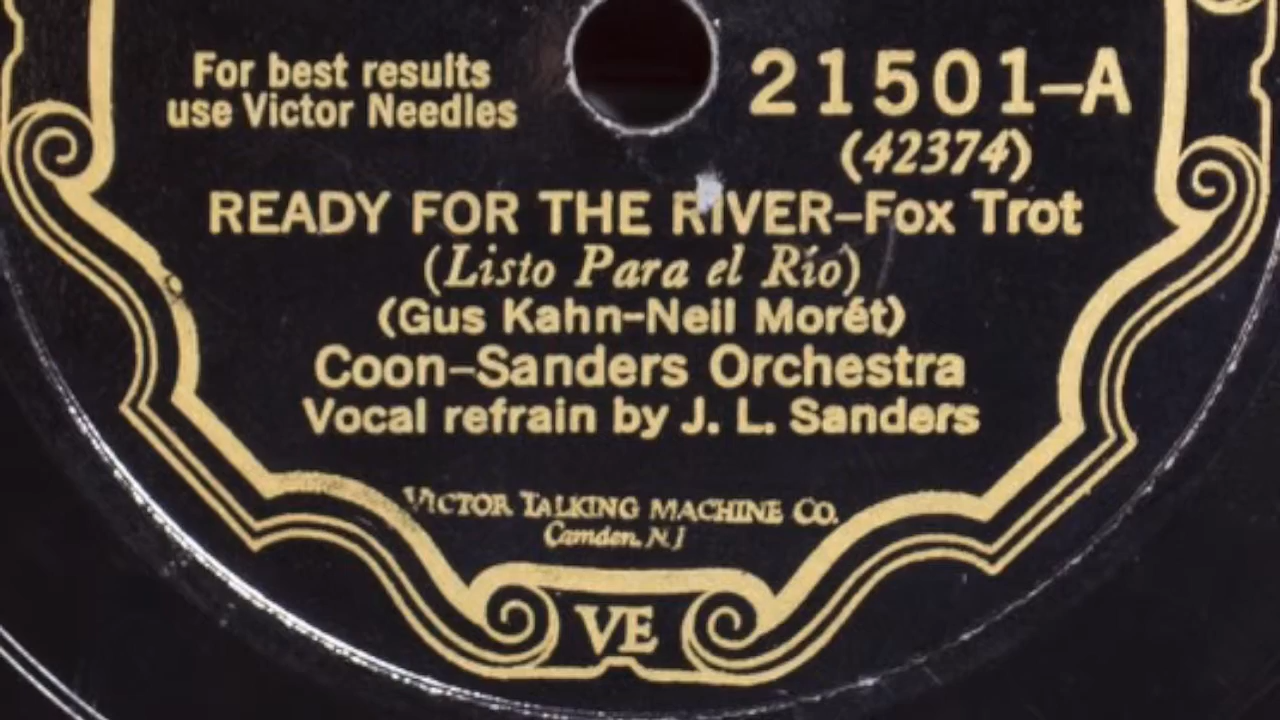 For best results
use Victor Needles
21501-A
(42374)
READY FOR THE RIVER-Fox Trot
(Listo Para el Río)
(Gus Kahn-Neil Morét)
Coon-Sanders Orchestra
Vocal refrain by J. L. Sanders
VICTOR TALKING MACHINE CO.
Camden, N.J
VE